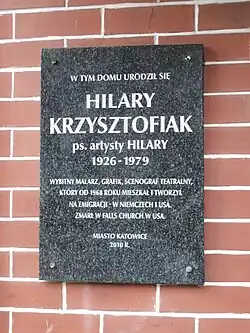 W TYM DOMU URODZIŁ SIĘ
HILARY
KRZYSZTOFIAK
ps. artysty HILARY
1926 - 1979
WYBITNY MALARZ, GRAFIK, SCENOGRAF TEATRALNY,
KTÓRY OD 1968 ROKU MIESZKAŁ I TWORZYŁ
NA EMIGRACJI - W NIEMCZECH I USA.
ZMARŁ W FALLS CHURCH W USA.
MIASTO KATOWICE
2010 R.